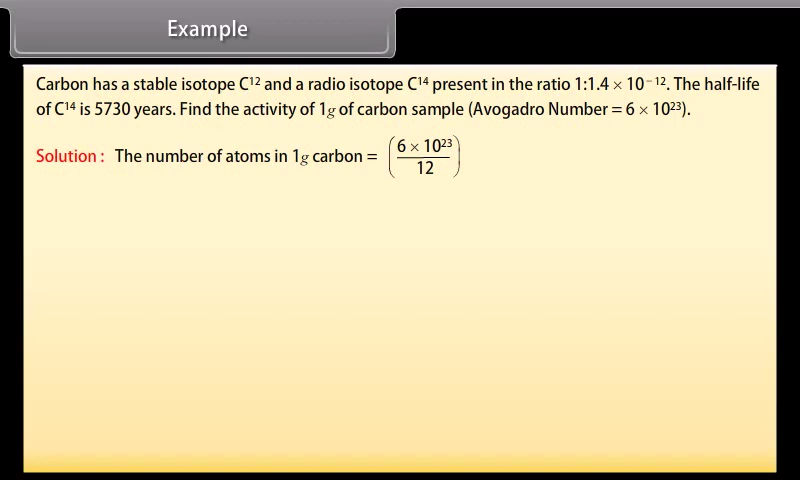 Example
Carbon has a stable isotope C¹² and a radio isotope C¹⁴ present in the ratio 1:1.4 × 10⁻¹². The half-life
of C¹⁴ is 5730 years. Find the activity of 1g of carbon sample (Avogadro Number = 6 × 10²³).
Solution : The number of atoms in 1g carbon = (6 × 10²³ / 12)